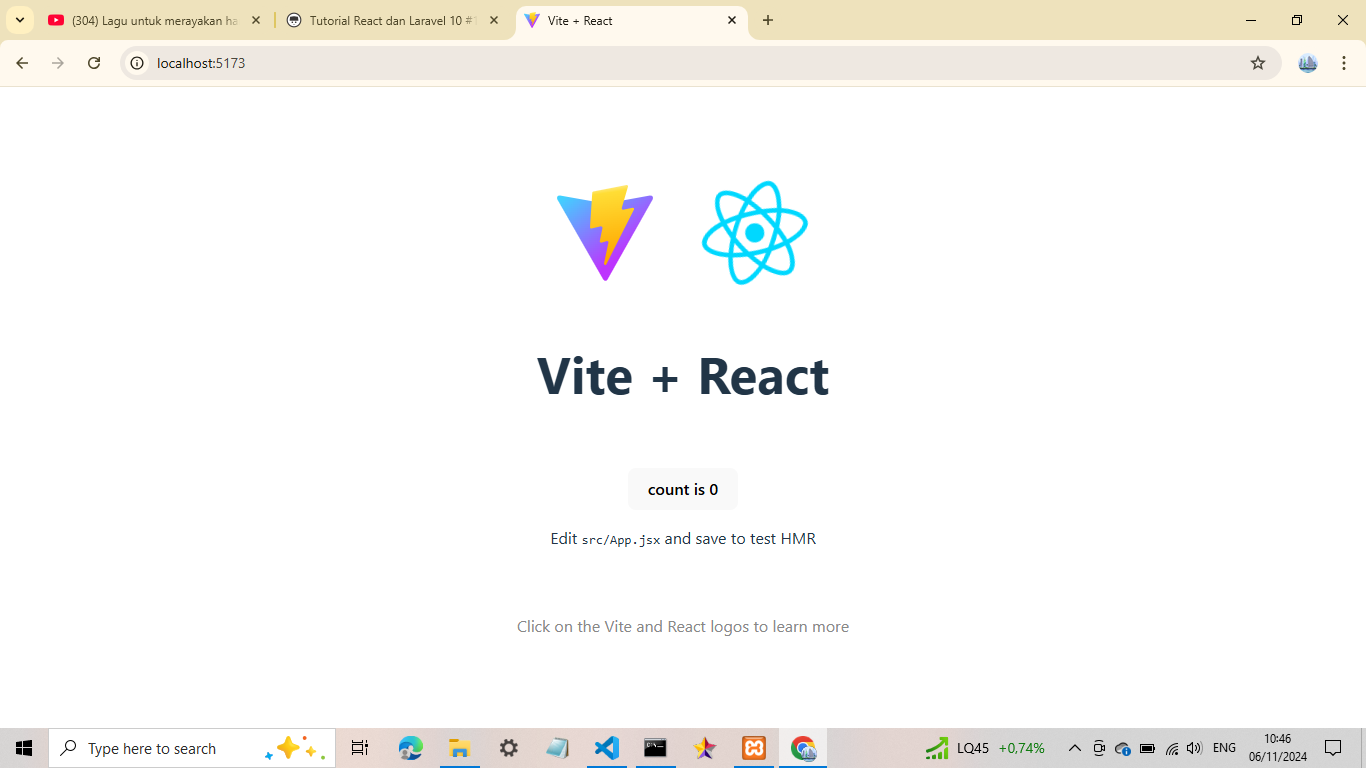 (304) Lagu untuk merayakan ha
Tutorial React dan Laravel 10 #1
Vite + React
localhost:5173
Vite + React
count is 0
Edit src/App.jsx and save to test HMR
Click on the Vite and React logos to learn more
Type here to search
LQ45 +0,74%
ENG
10:46
06/11/2024